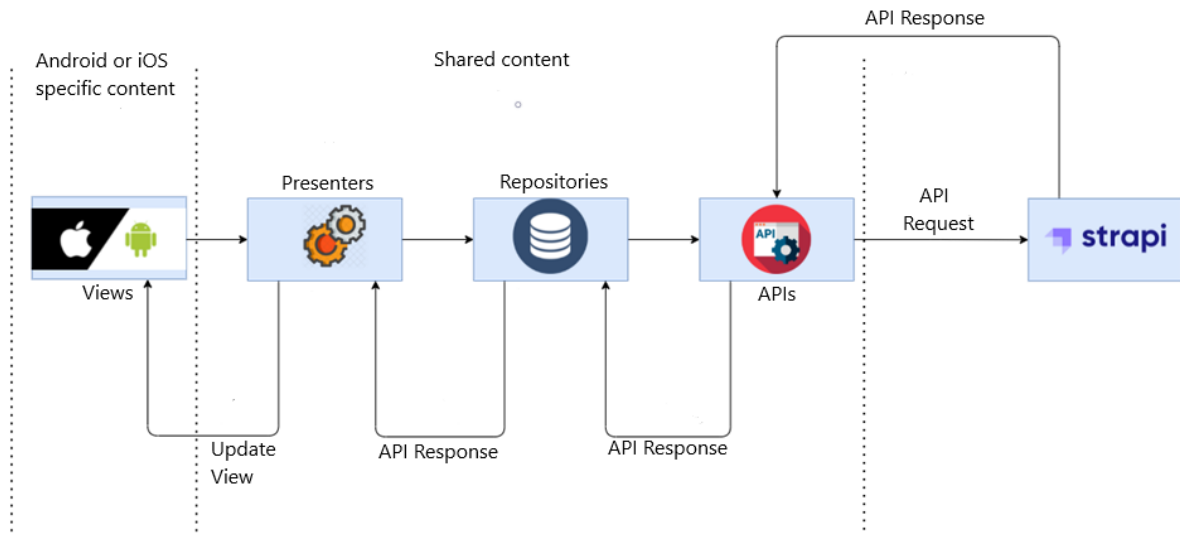 API Response
Android or iOS
specific content
Shared content
Presenters
Repositories
API
Request
API
strapi
Views
APIs
Update
View
API Response
API Response